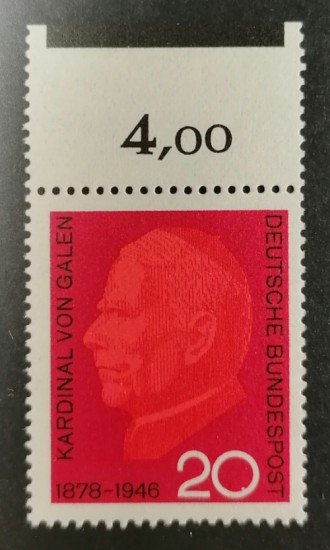 4,00
KARDINAL VON GALEN
DEUTSCHE BUNDESPOST
1878-1946
20